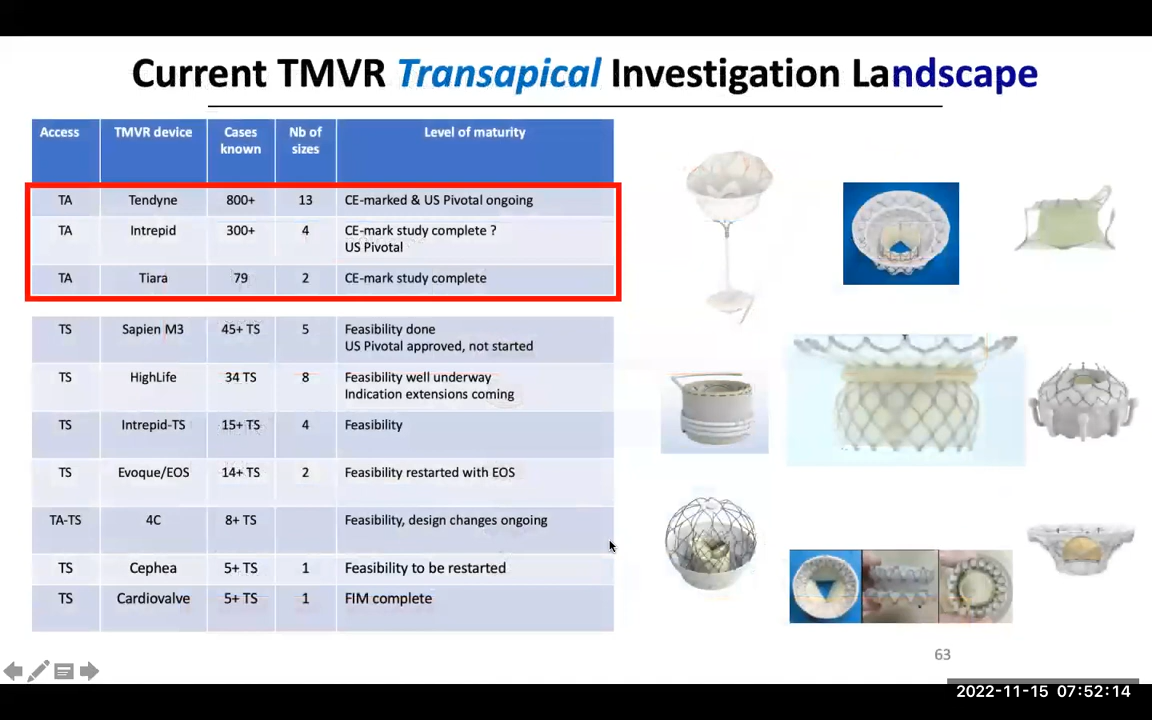 Current TMVR Transapical Investigation Landscape
Access TMVR device Cases known Nb of sizes Level of maturity
TA Tendyne 800+ 13 CE-marked & US Pivotal ongoing
TA Intrepid 300+ 4 CE-mark study complete ?
US Pivotal
TA Tiara 79 2 CE-mark study complete
TS Sapien M3 45+ TS 5 Feasibility done
US Pivotal approved, not started
TS HighLife 34 TS 8 Feasibility well underway
Indication extensions coming
TS Intrepid-TS 15+ TS 4 Feasibility
TS Evoque/EOS 14+ TS 2 Feasibility restarted with EOS
TA-TS 4C 8+ TS Feasibility, design changes ongoing
TS Cephea 5+ TS 1 Feasibility to be restarted
TS Cardiovalve 5+ TS 1 FIM complete
63
2022-11-15 07:52:14